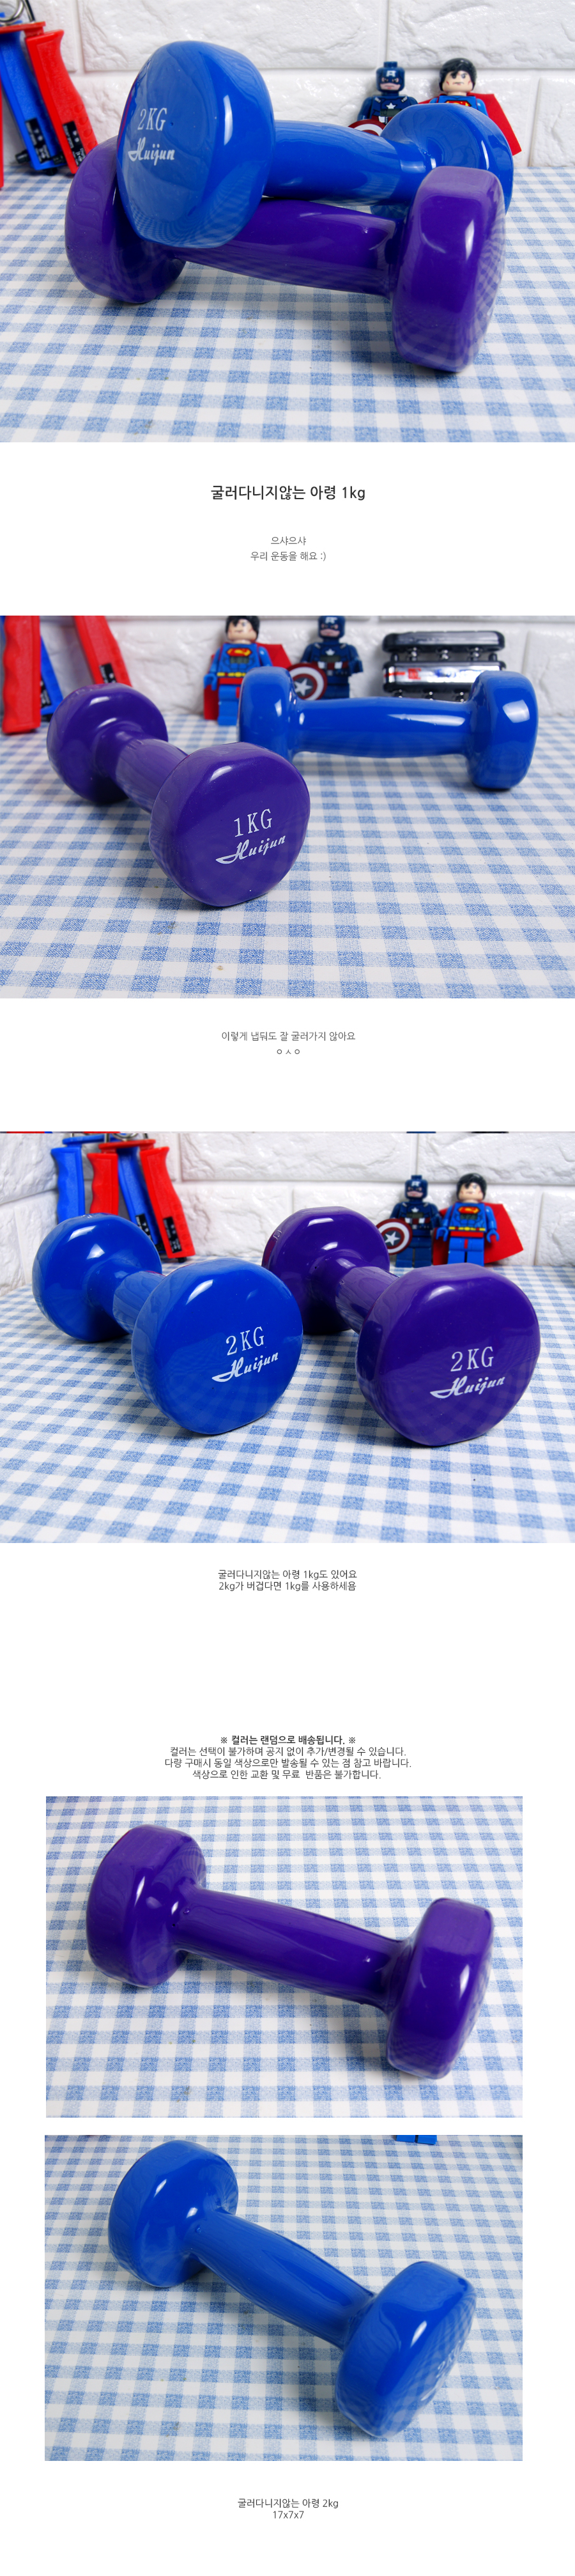 2KG
Huijun
굴러다니지않는 아령 1kg
으샤으샤
우리 운동을 해요 :)
1KG
Huijun
이렇게 냅둬도 잘 굴러가지 않아요
ㅇㅅㅇ
2KG
Huijun
2KG
Huijun
굴러다니지않는 아령 1kg도 있어요
2kg가 버겁다면 1kg를 사용하세욤
※ 컬러는 랜덤으로 배송됩니다. ※
컬러는 선택이 불가하며 공지 없이 추가/변경될 수 있습니다.
다량 구매시 동일 색상으로만 발송될 수 있는 점 참고 바랍니다.
색상으로 인한 교환 및 무료 반품은 불가합니다.
굴러다니지않는 아령 2kg
17x7x7